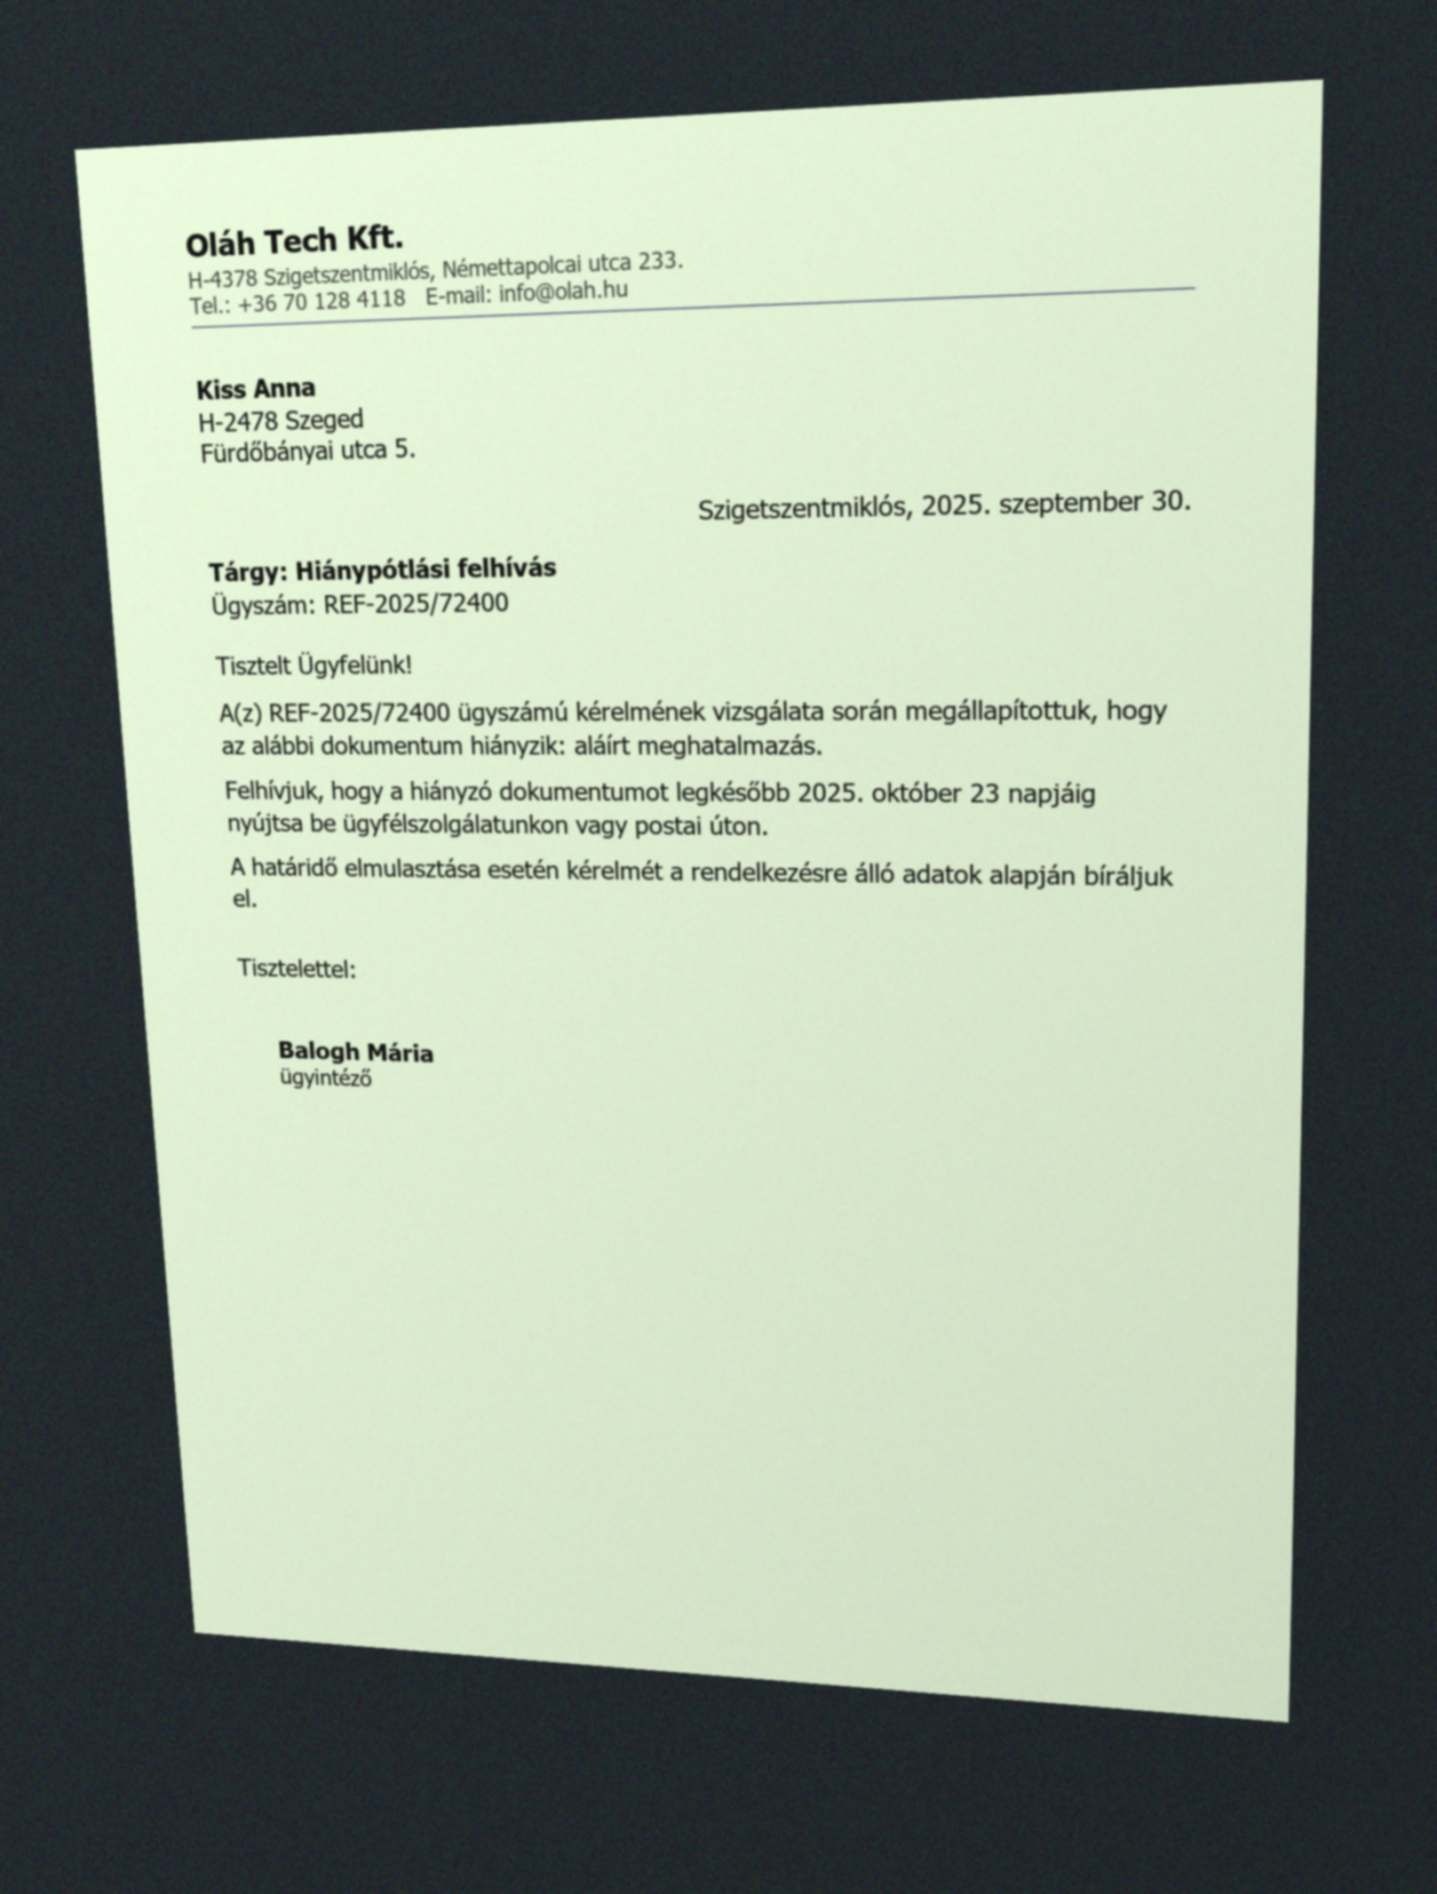 Oláh Tech Kft.
H-4378 Szigetszentmiklós, Némettapolcai utca 233.
Tel.: +36 70 128 4118 E-mail: info@olah.hu
Kiss Anna
H-2478 Szeged
Fürdőbányai utca 5.
Szigetszentmiklós, 2025. szeptember 30.
Tárgy: Hiánypótlási felhívás
Ügyszám: REF-2025/72400
Tisztelt Ügyfelünk!
A(z) REF-2025/72400 ügyszámú kérelmének vizsgálata során megállapítottuk, hogy
az alábbi dokumentum hiányzik: aláírt meghatalmazás.
Felhívjuk, hogy a hiányzó dokumentumot legkésőbb 2025. október 23 napjáig
nyújtsa be ügyfélszolgálatunkon vagy postai úton.
A határidő elmulasztása esetén kérelmét a rendelkezésre álló adatok alapján bíráljuk
el.
Tisztelettel:
Balogh Mária
ügyintéző